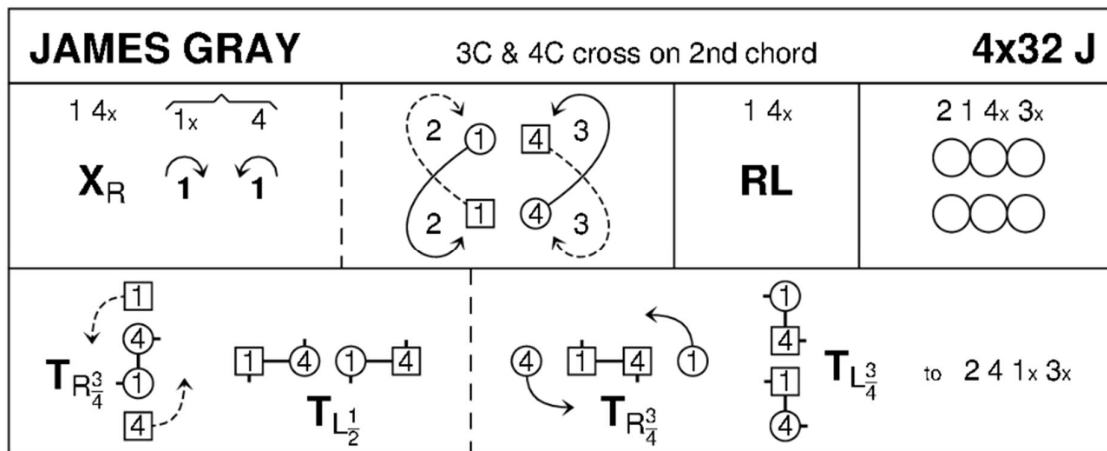 JAMES GRAY 3C & 4C cross on 2nd chord 4x32 J
1 4x 1x 4
XR 1 1
2 1 4 3
2 1 4 3
1 4x
RL
2 1 4x 3x
1
4
1
4
TR3/4
1 4 1 4
TL1/2
4 1 4 1
TR3/4
1
4
1
4
TL3/4 to 2 4 1x 3x